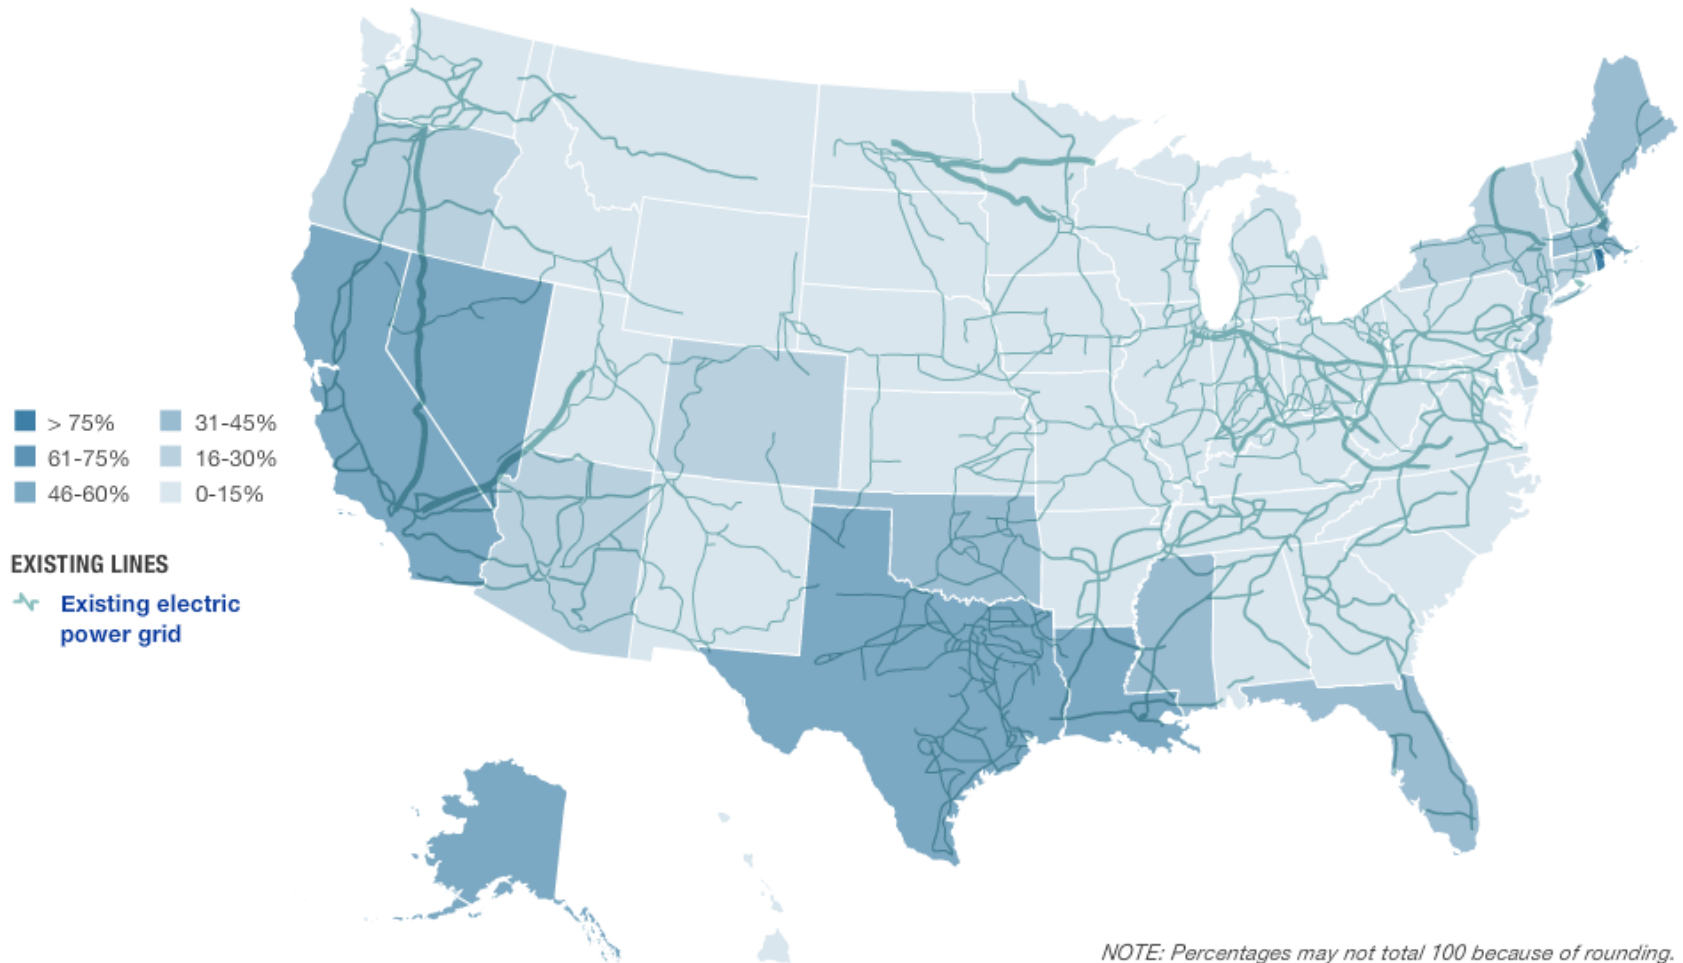 > 75%
31-45%
61-75%
16-30%
46-60%
0-15%
EXISTING LINES
Existing electric
power grid
NOTE: Percentages may not total 100 because of rounding.